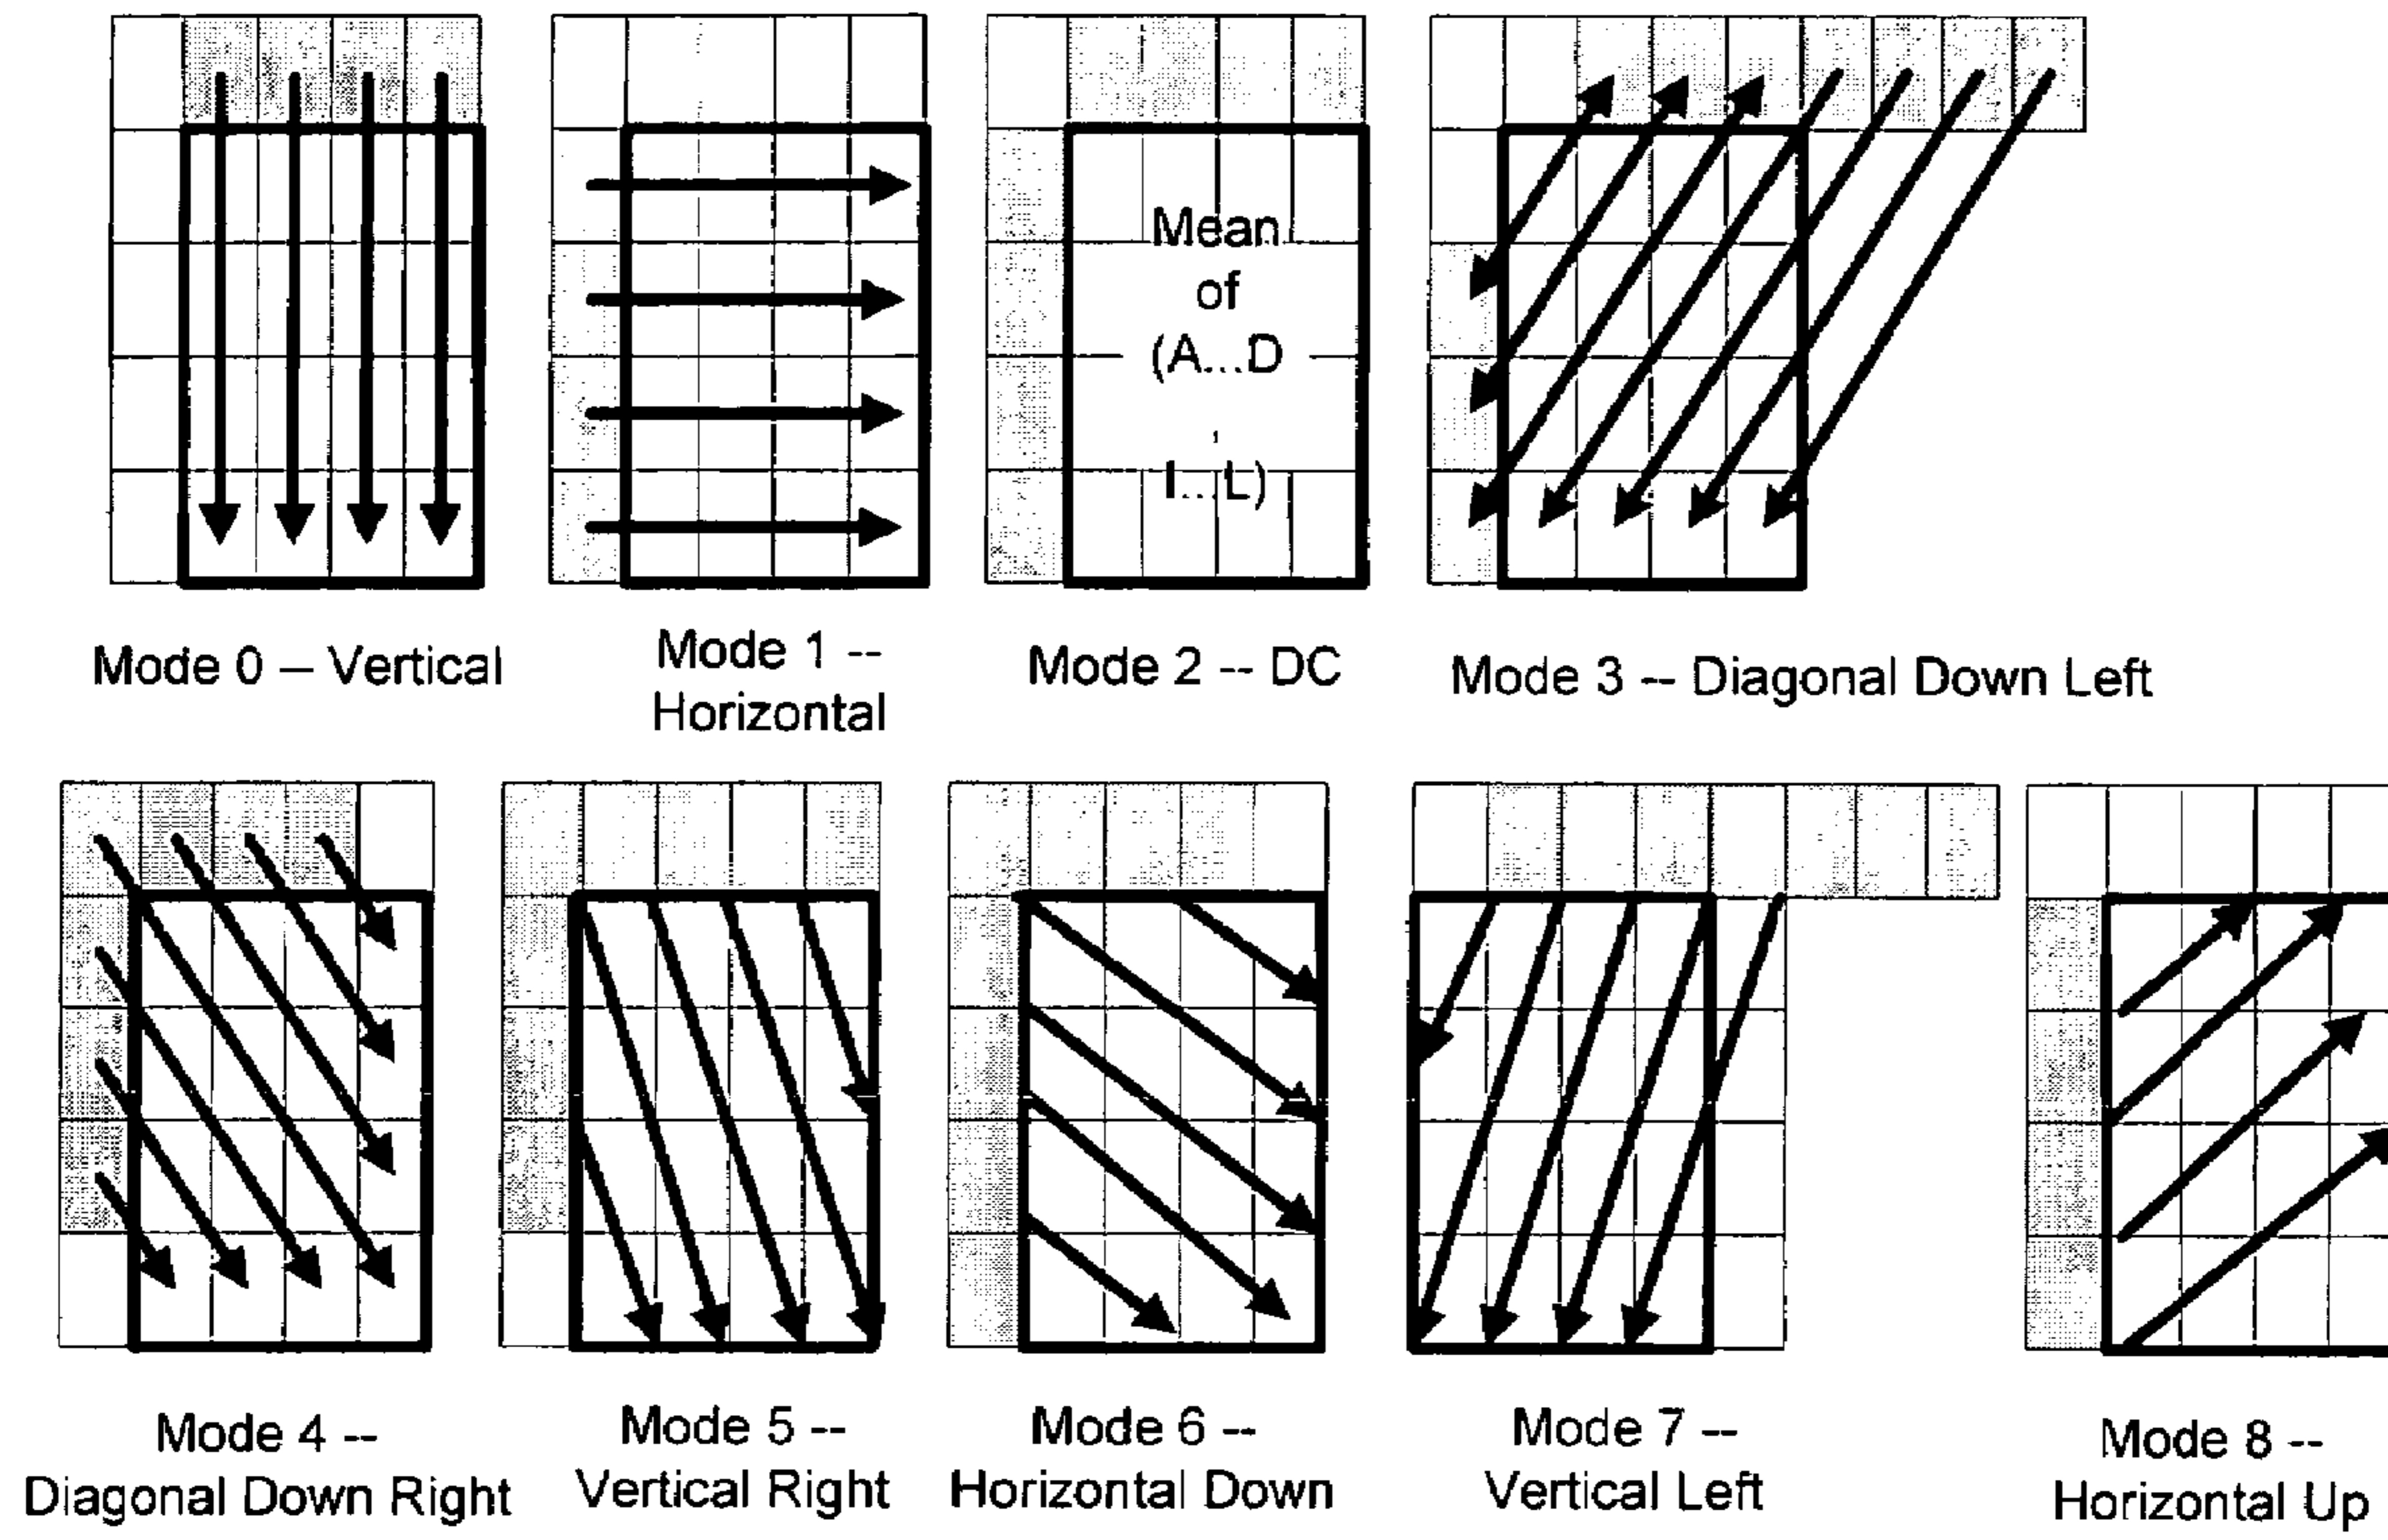 Mean
of
(A...D
,
I...L)
Mode 0 – Vertical
Mode 1 --
Horizontal
Mode 2 -- DC
Mode 3 -- Diagonal Down Left
Mode 4 --
Diagonal Down Right
Mode 5 --
Vertical Right
Mode 6 --
Horizontal Down
Mode 7 --
Vertical Left
Mode 8 --
Horizontal Up